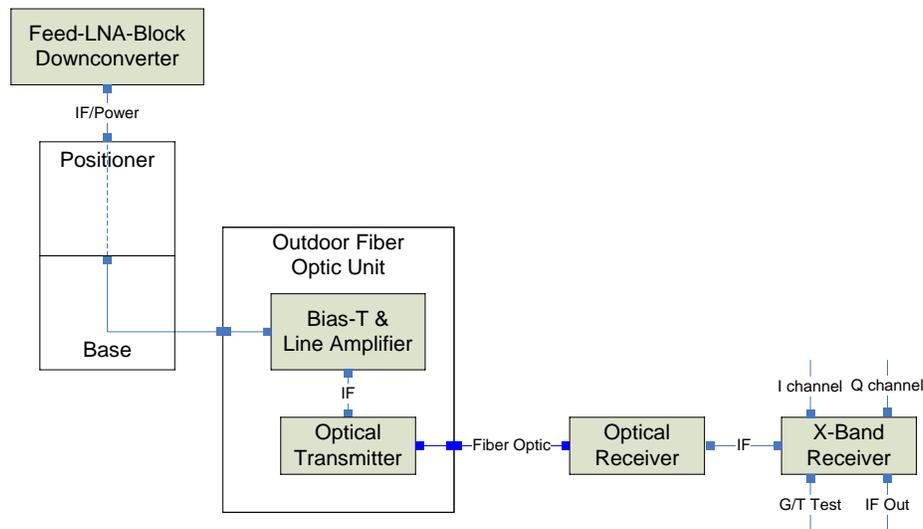 Feed-LNA-Block
Downconverter
IF/Power
Positioner
Base
Outdoor Fiber
Optic Unit
Bias-T &
Line Amplifier
IF
Optical
Transmitter
Fiber Optic
Optical
Receiver
IF
I channel
Q channel
X-Band
Receiver
G/T Test
IF Out